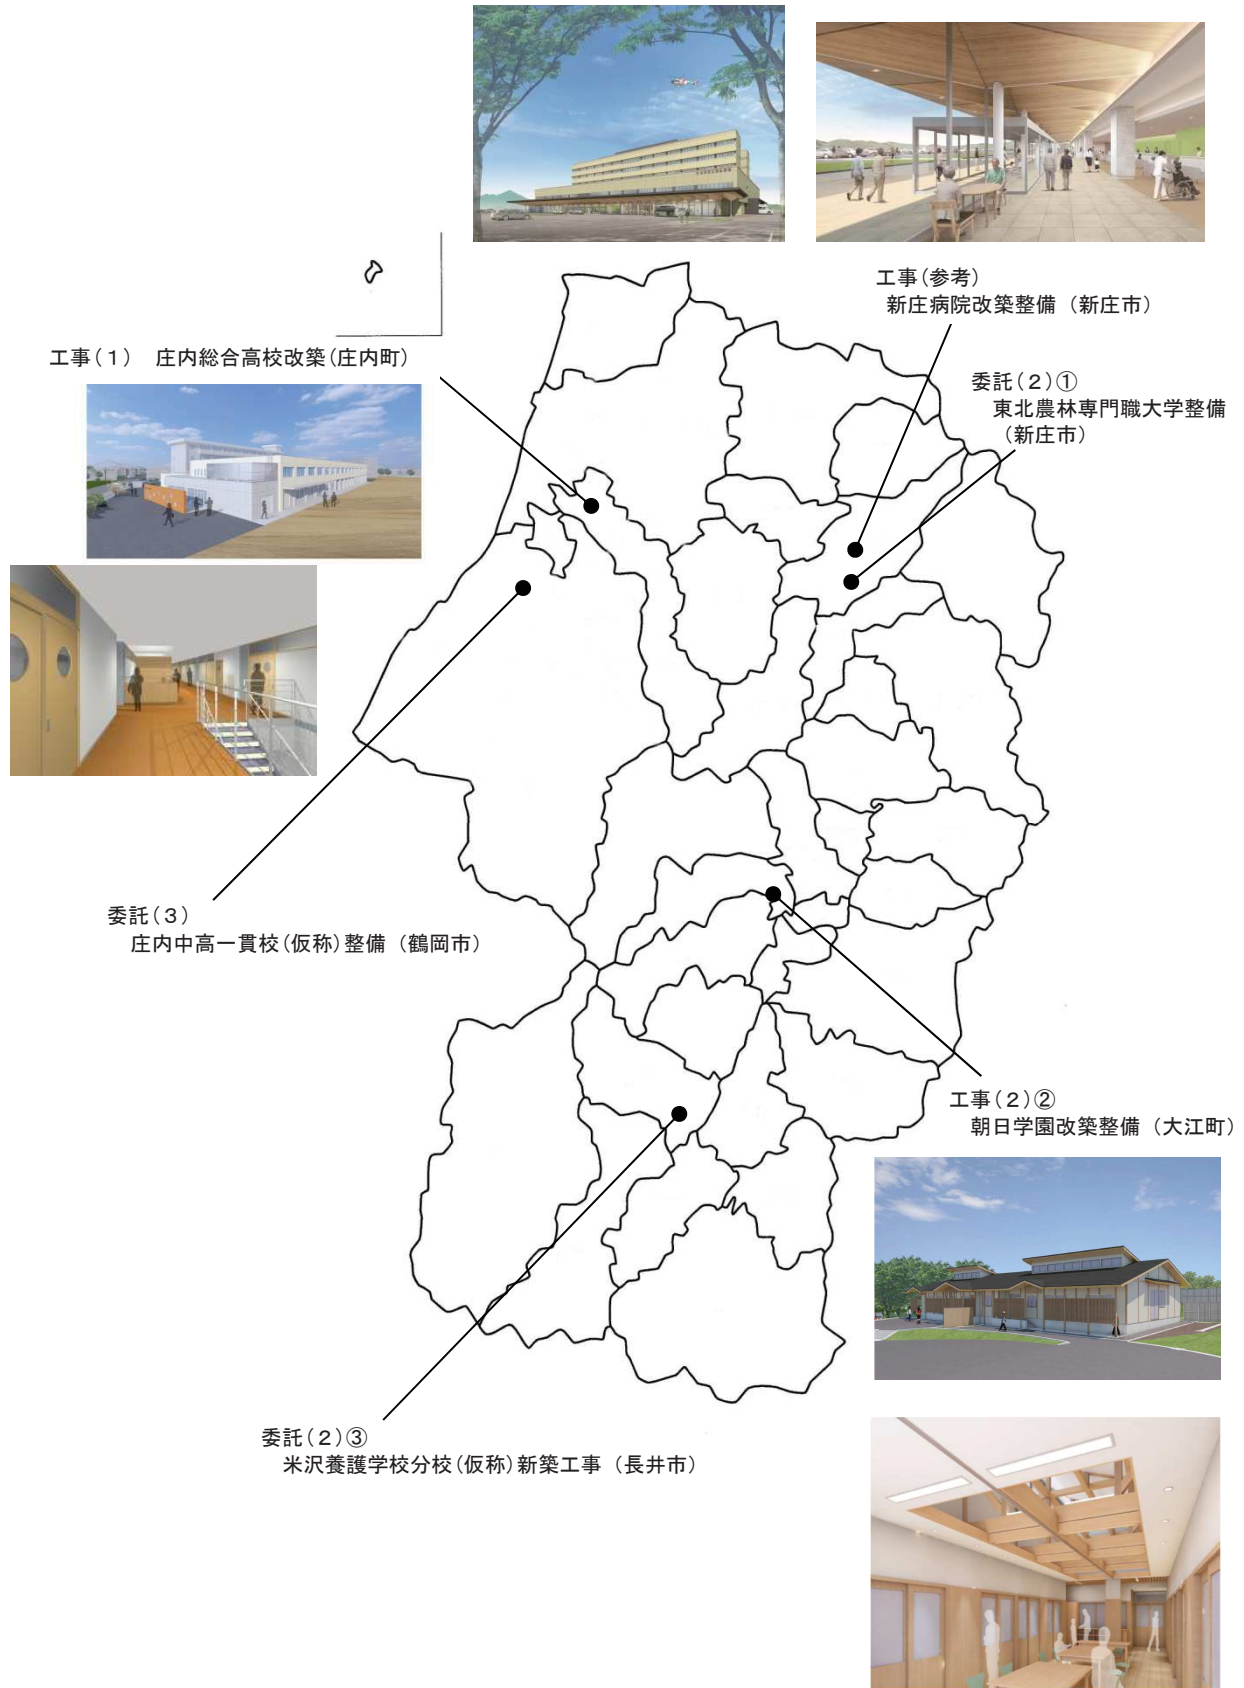 工事(参考)
新庄病院改築整備（新庄市）
工事(１)　庄内総合高校改築(庄内町)
委託(２)①
東北農林専門職大学整備
（新庄市）
委託(３)
庄内中高一貫校(仮称)整備（鶴岡市）
工事(２)②
朝日学園改築整備（大江町）
委託(２)③
米沢養護学校分校(仮称)新築工事（長井市）